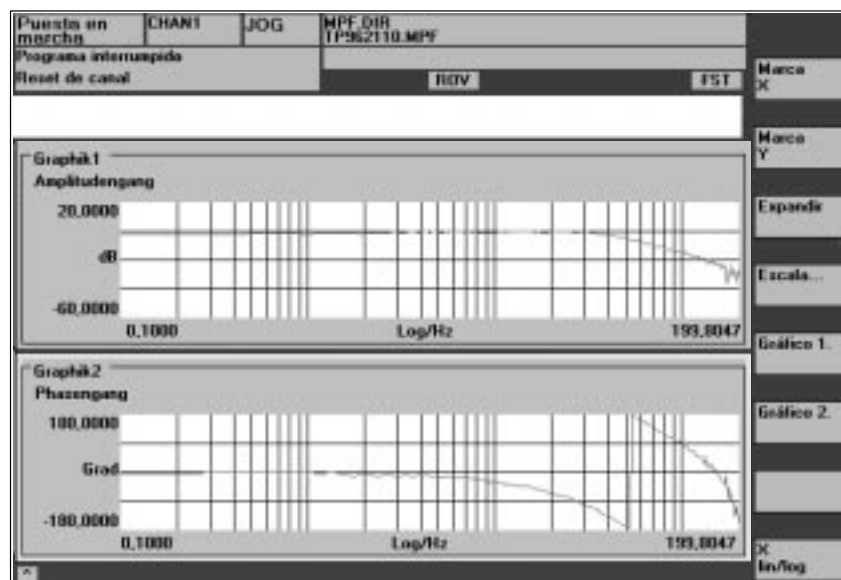 Puesta en
marcha
CHAN1
JOG
MPF.DIR
TP962110.MPF
Programa interrumpido
Reset de canal
ROV
FST
Marca
X
Marca
Y
Expandir
Escala...
Gráfico 1.
Gráfico 2.
X
lin/log
Graphik1
Amplitudengang
20,0000
dB
-60,0000
0,1000
Log/Hz
199,8047
Graphik2
Phasengang
180,0000
Grad
-180,0000
0,1000
Log/Hz
199,8047
^